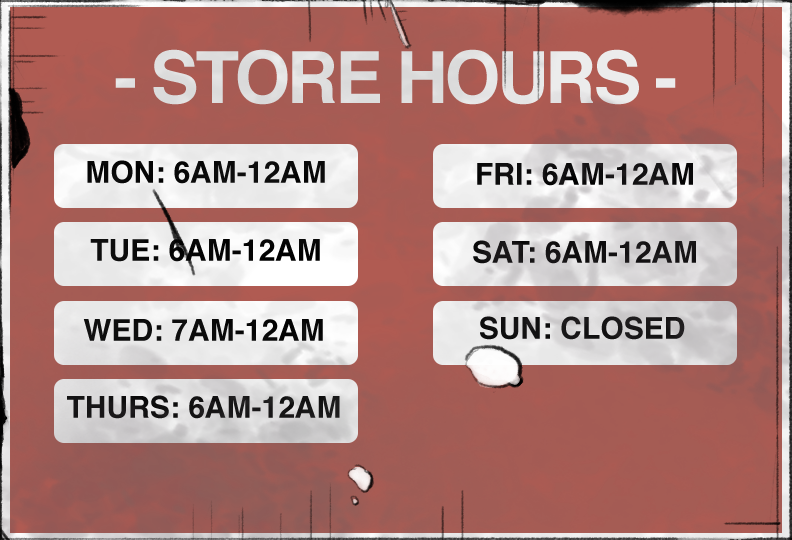 - STORE HOURS -
MON: 6AM-12AM
TUE: 6AM-12AM
WED: 7AM-12AM
THURS: 6AM-12AM
FRI: 6AM-12AM
SAT: 6AM-12AM
SUN: CLOSED